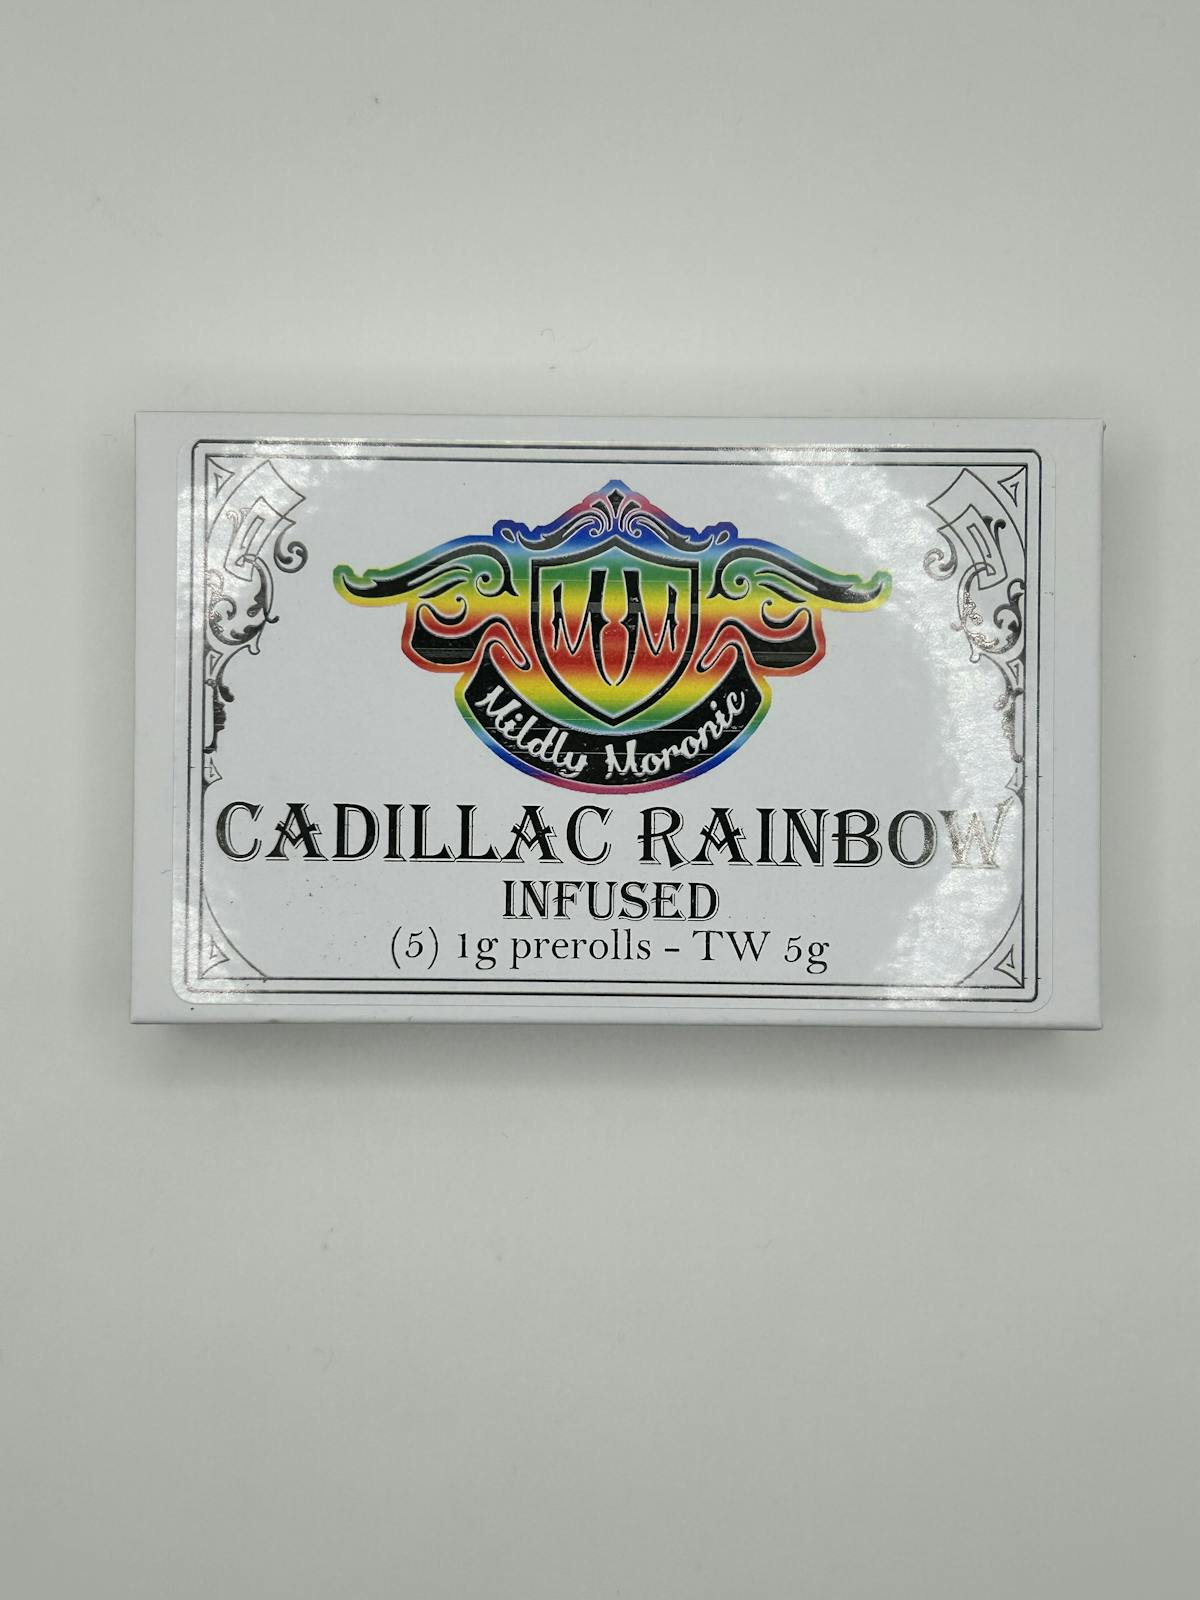 MM
Mildly Moronic
CADILLAC RAINBOW
INFUSED
(5) 1g prerolls - TW 5g